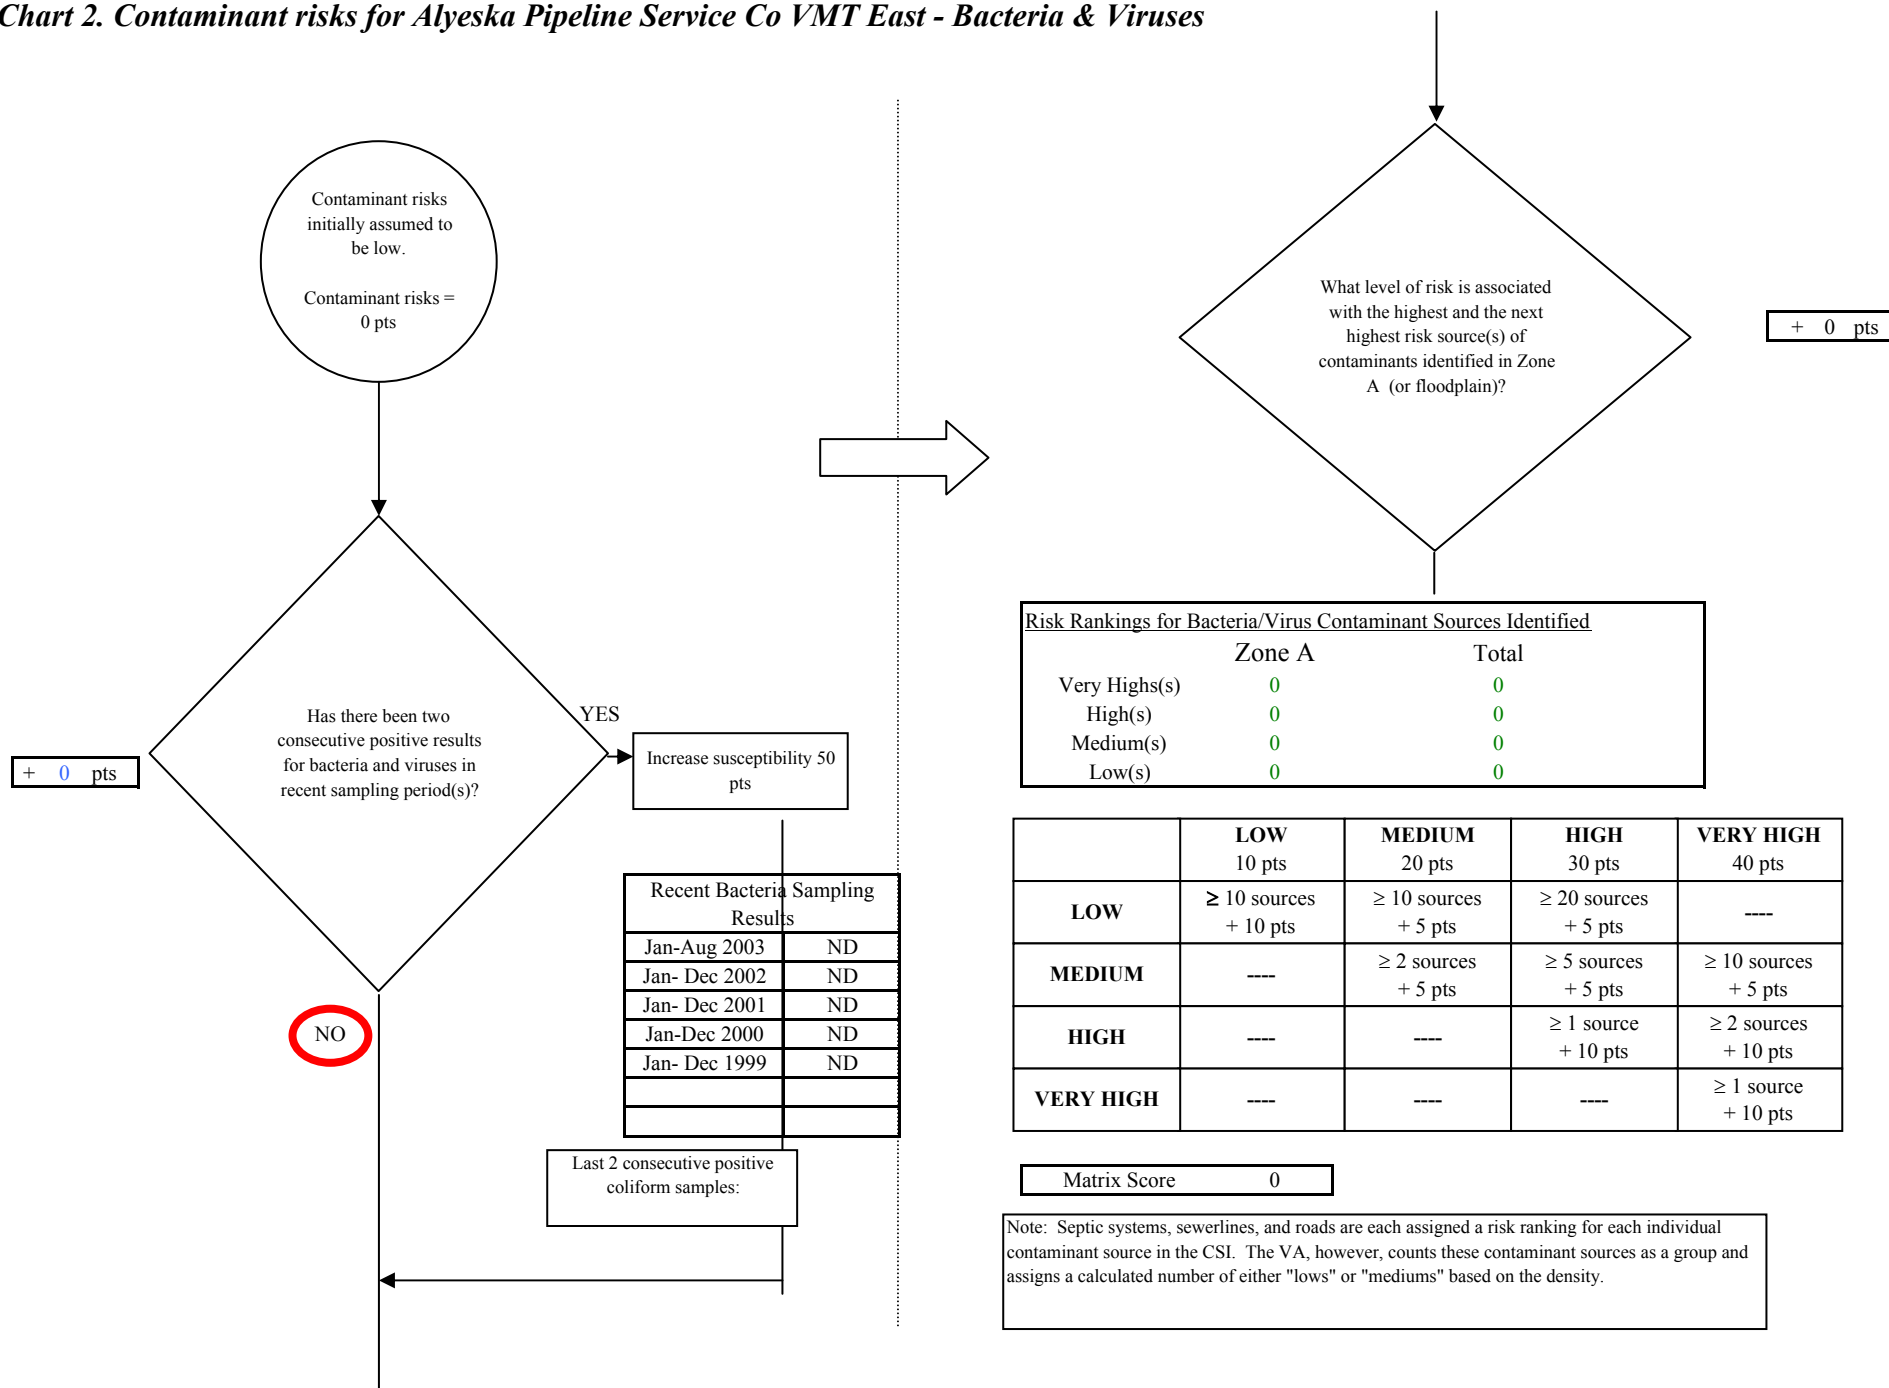 Chart 2. Contaminant risks for Alyeska Pipeline Service Co VMT East - Bacteria & Viruses
Contaminant risks
initially assumed to
be low.
Contaminant risks =
0 pts
Has there been two
consecutive positive results
for bacteria and viruses in
recent sampling period(s)?
+ 0 pts
YES
Increase susceptibility 50
pts
NO
Recent Bacteria Sampling
Results
Jan-Aug 2003 ND
Jan- Dec 2002 ND
Jan- Dec 2001 ND
Jan-Dec 2000 ND
Jan- Dec 1999 ND
Last 2 consecutive positive
coliform samples:
What level of risk is associated
with the highest and the next
highest risk source(s) of
contaminants identified in Zone
A (or floodplain)?
+ 0 pts
Risk Rankings for Bacteria/Virus Contaminant Sources Identified
Zone A Total
Very Highs(s) 0 0
High(s) 0 0
Medium(s) 0 0
Low(s) 0 0
LOW MEDIUM HIGH VERY HIGH
10 pts 20 pts 30 pts 40 pts
LOW ≥ 10 sources ≥ 10 sources ≥ 20 sources ----
+ 10 pts + 5 pts + 5 pts
MEDIUM ---- ≥ 2 sources ≥ 5 sources ≥ 10 sources
+ 5 pts + 5 pts + 5 pts
HIGH ---- ---- ≥ 1 source ≥ 2 sources
+ 10 pts + 10 pts
VERY HIGH ---- ---- ---- ≥ 1 source
+ 10 pts
Matrix Score 0
Note: Septic systems, sewerlines, and roads are each assigned a risk ranking for each individual
contaminant source in the CSI. The VA, however, counts these contaminant sources as a group and
assigns a calculated number of either "lows" or "mediums" based on the density.